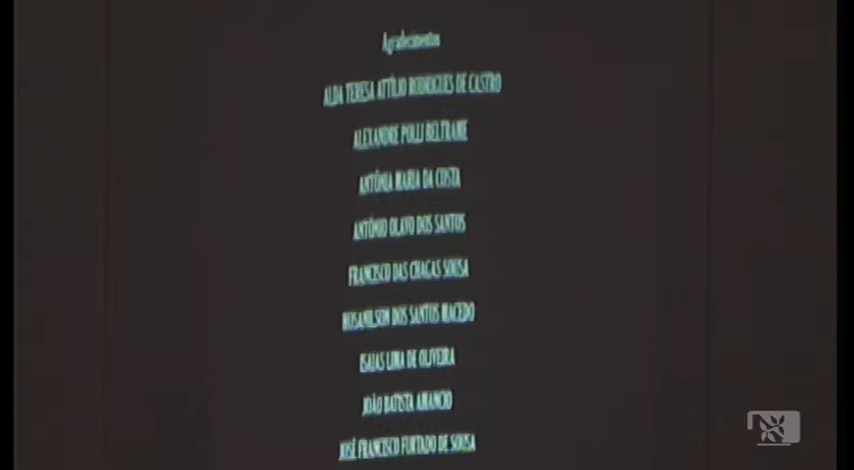 Agradecimentos
ALDA TERESA ATTÍLIO RODRIGUES DE CASTRO
ALEXANDRE POLLI BELTRAME
ANTÔNIA MARIA DA COSTA
ANTÔNIO OLAVO DOS SANTOS
FRANCISCO DAS CHAGAS SOUSA
DOS SANTOS MACEDO
ISAIAS LIMA DE OLIVEIRA
JOÃO BATISTA AMANCIO
JOSÉ FRANCISCO FURTADO DE SOUSA